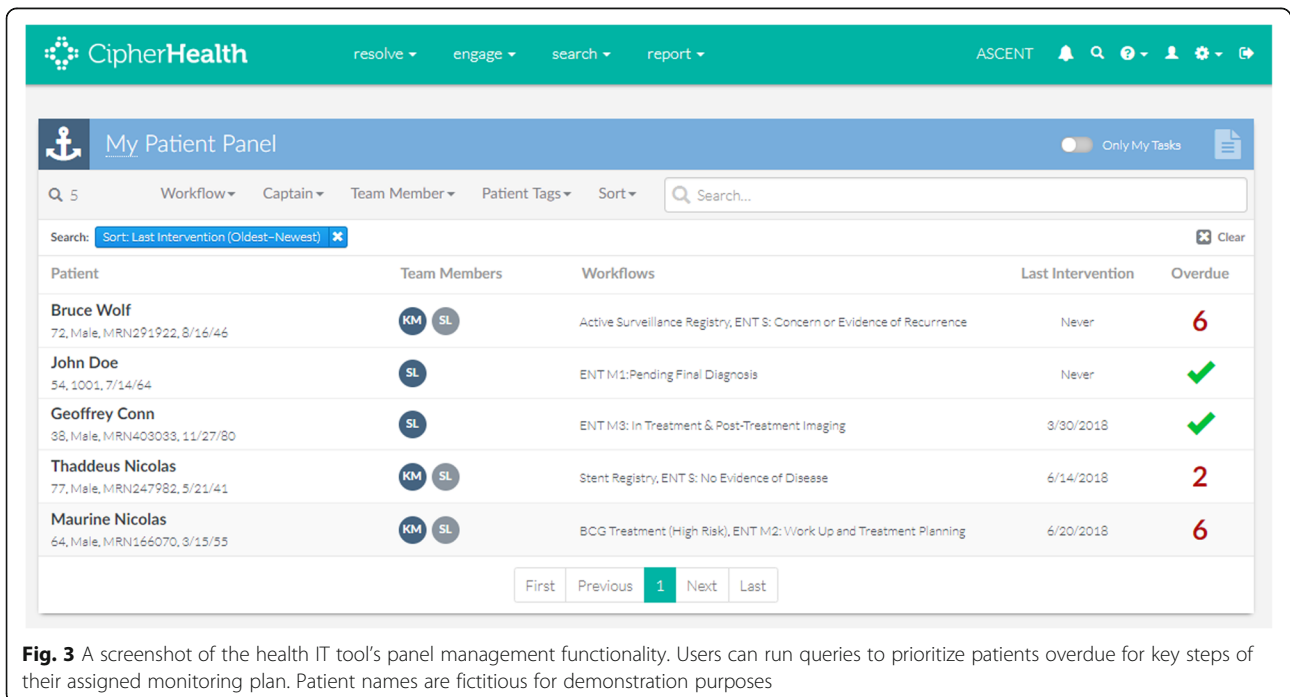 CipherHealth resolve engage search report ASCENT
My Patient Panel Only My Tasks
5 Workflow Captain Team Member Patient Tags Sort Search...
Search: Sort: Last Intervention (Oldest–Newest) Clear
Patient Team Members Workflows Last Intervention Overdue
Bruce Wolf
72, Male, MRN291922, 8/16/46 KM SL Active Surveillance Registry, ENT S: Concern or Evidence of Recurrence Never 6
John Doe
54, 1001, 7/14/64 SL ENT M1:Pending Final Diagnosis Never
Geoffrey Conn
38, Male, MRN403033, 11/27/80 SL ENT M3: In Treatment & Post-Treatment Imaging 3/30/2018
Thaddeus Nicolas
77, Male, MRN247982, 5/21/41 KM SL Stent Registry, ENT S: No Evidence of Disease 6/14/2018 2
Maurine Nicolas
64, Male, MRN166070, 3/15/55 KM SL BCG Treatment (High Risk), ENT M2: Work Up and Treatment Planning 6/20/2018 6
First Previous 1 Next Last
Fig. 3 A screenshot of the health IT tool's panel management functionality. Users can run queries to prioritize patients overdue for key steps of
their assigned monitoring plan. Patient names are fictitious for demonstration purposes